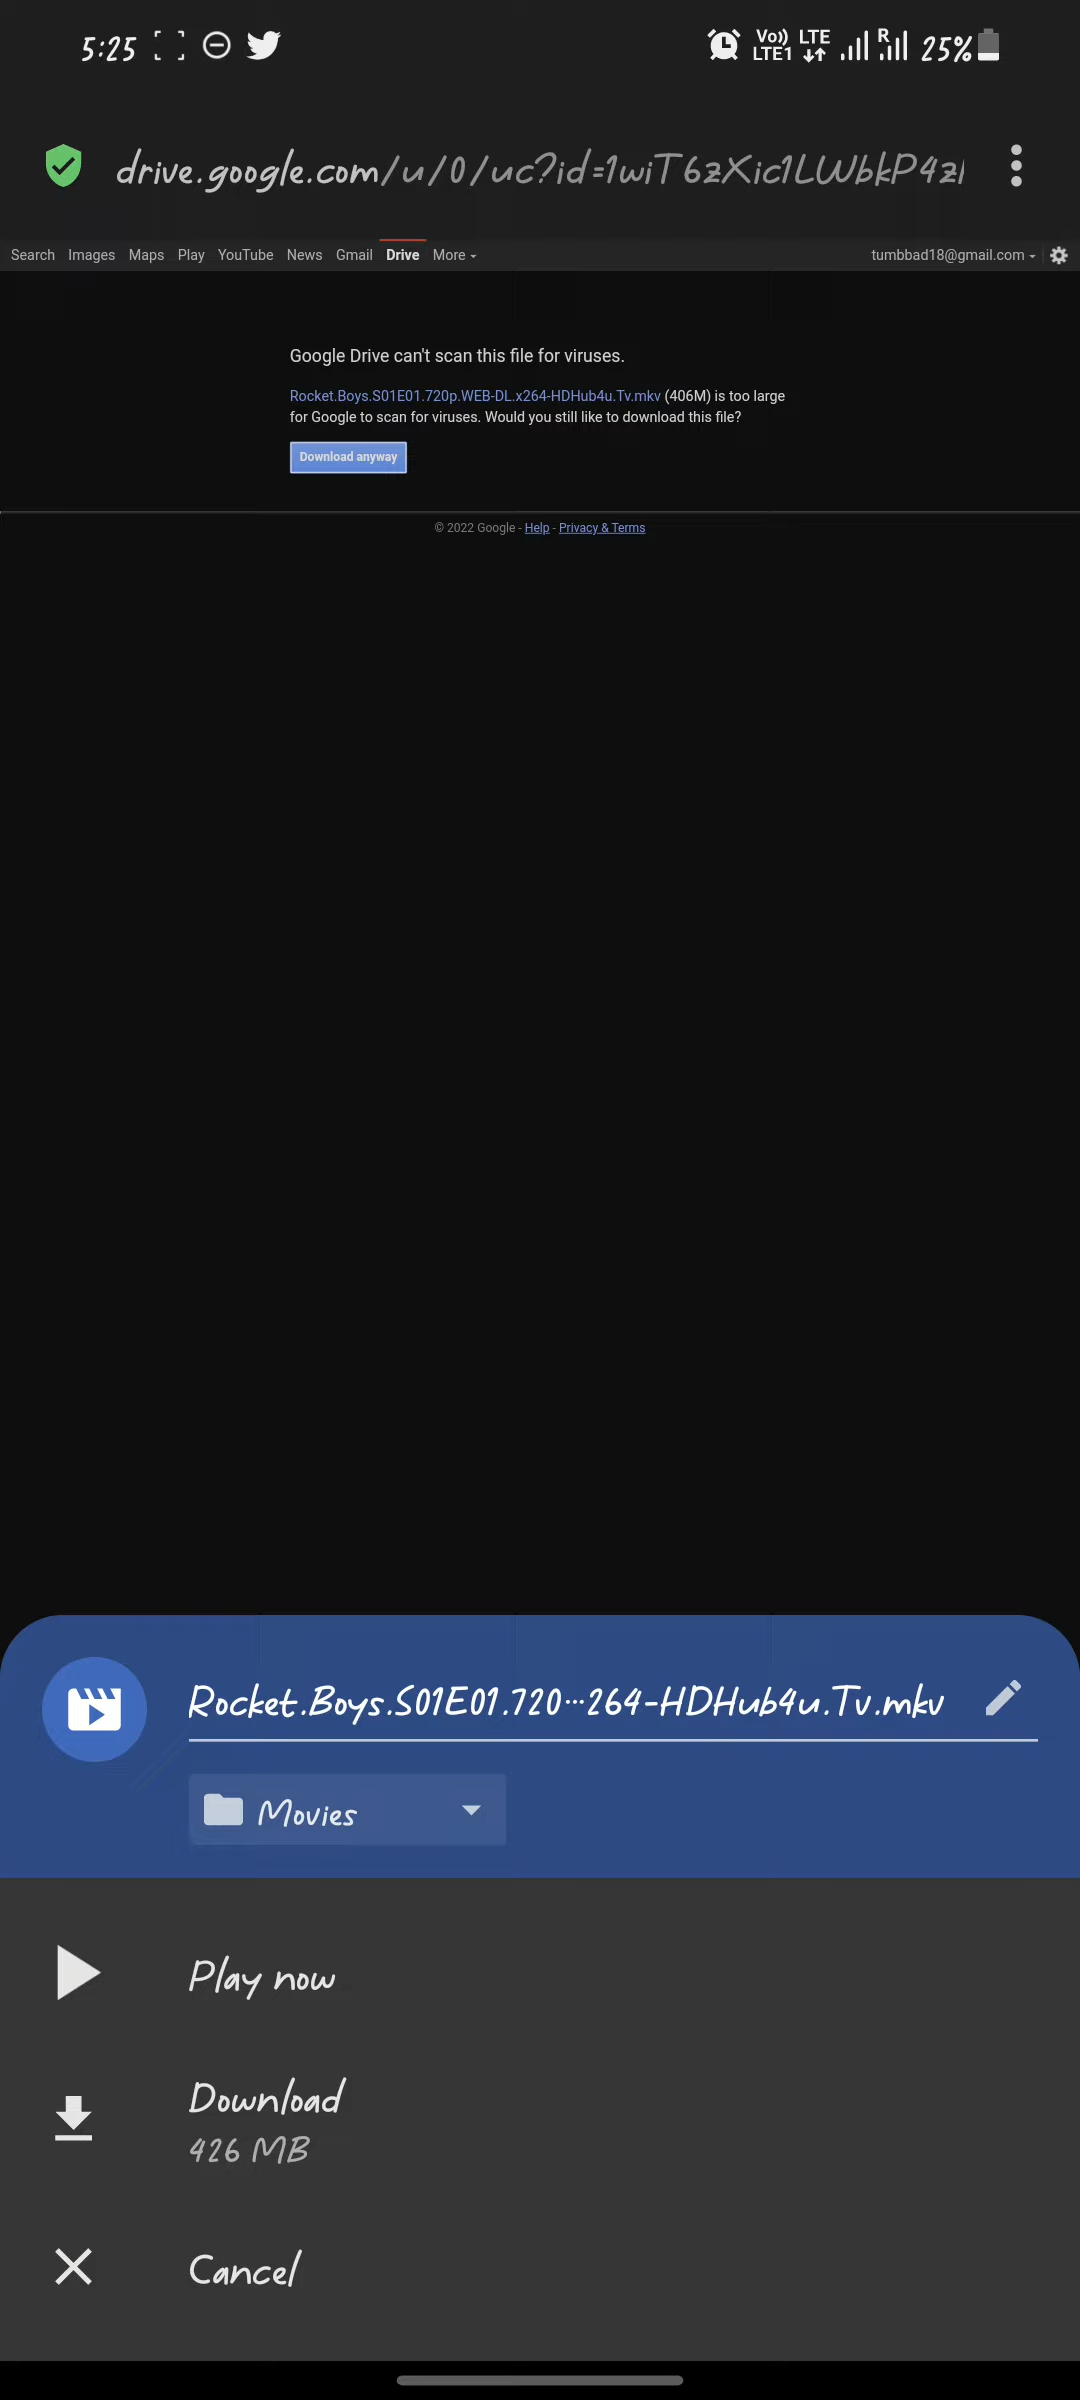 5:25 Vo)) LTE1 LTE R 25%
drive.google.com/u/0/uc?id=1wiT6zXic1LWbkP4z
Search Images Maps Play YouTube News Gmail Drive More tumbbad18@gmail.com
Google Drive can't scan this file for viruses.
Rocket.Boys.S01E01.720p.WEB-DL.x264-HDHub4u.Tv.mkv (406M) is too large
for Google to scan for viruses. Would you still like to download this file?
Download anyway
© 2022 Google - Help - Privacy & Terms
Rocket.Boys.S01E01.720…264-HDHub4u.Tv.mkv
Movies
Play now
Download
426 MB
Cancel